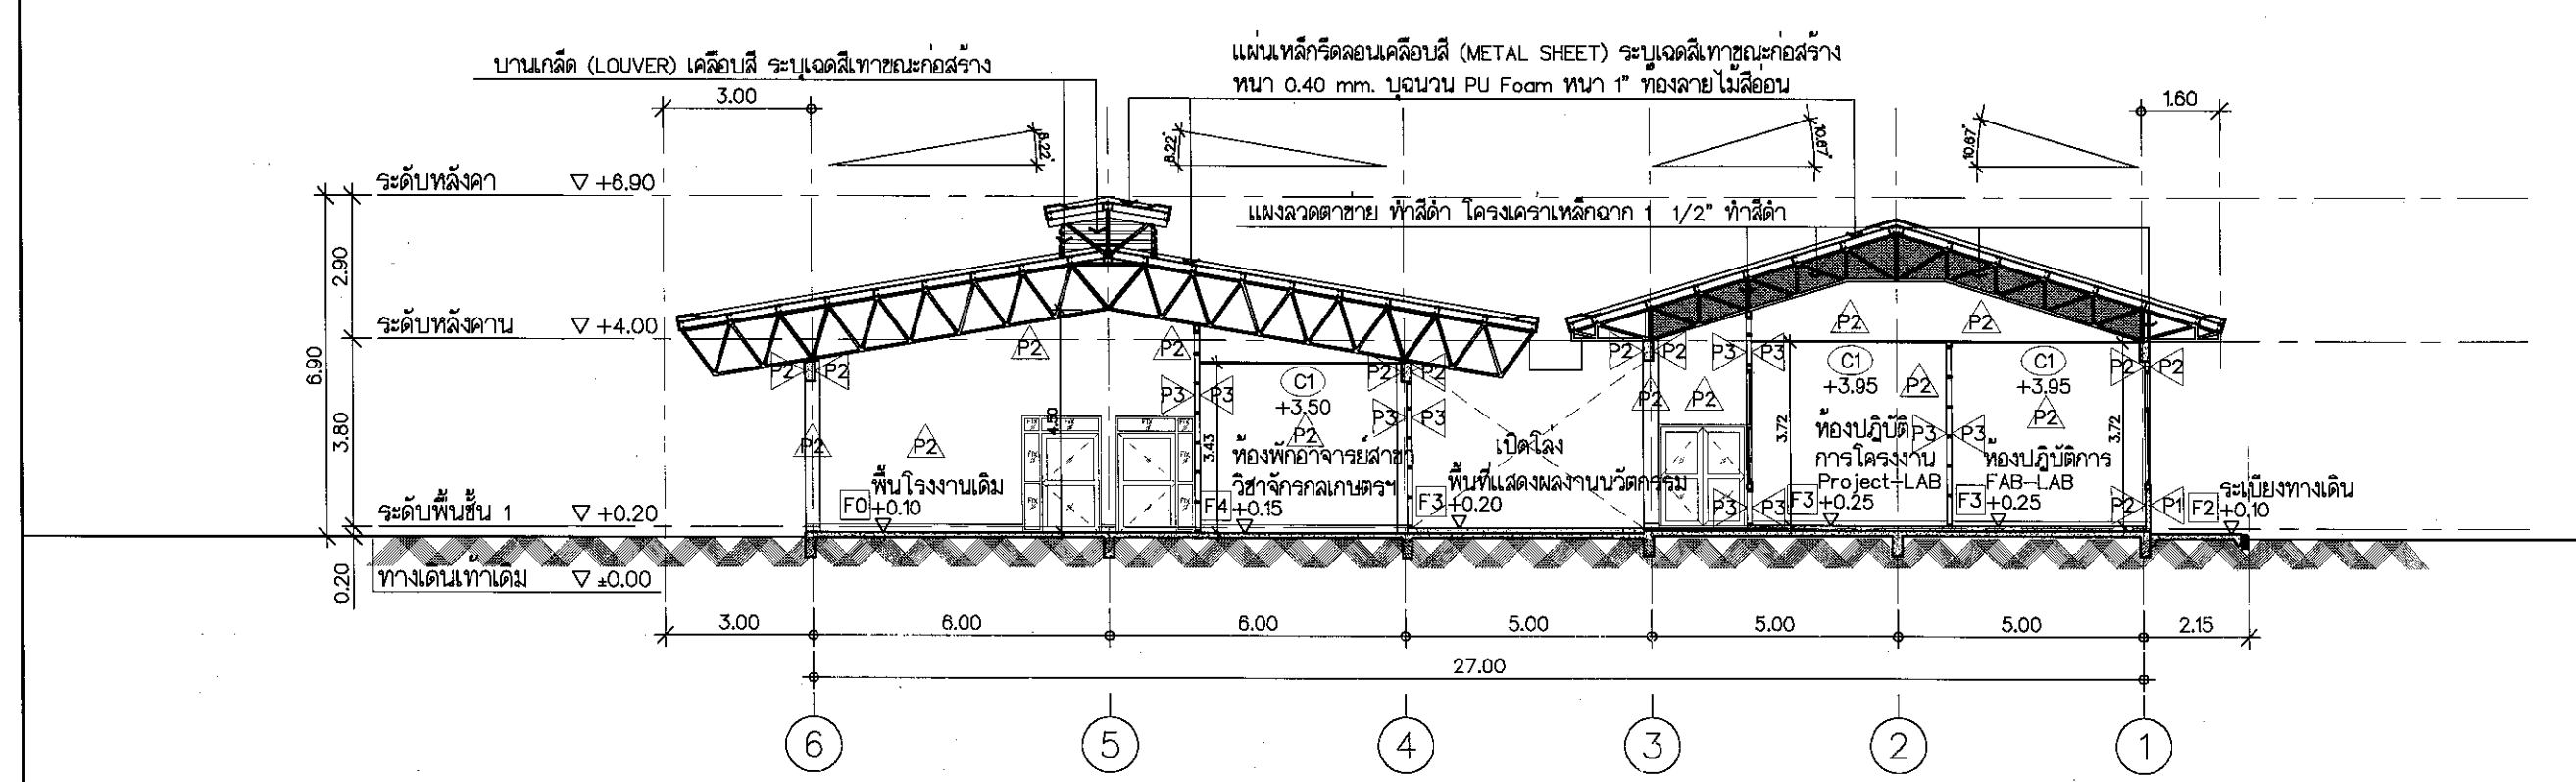 บานเกล็ด (LOUVER) เคลือบสี ระบุเฉดสีเทาขณะก่อสร้าง
แผ่นเหล็กรีดลอนเคลือบสี (METAL SHEET) ระบุเฉดสีเทาขณะก่อสร้าง
หนา 0.40 mm. บุฉนวน PU Foam หนา 1" ท้องลายไม้สีอ่อน
3.00
1.60
8.22°
8.22°
10.67°
10.67°
ระดับหลังคา ▽ +6.90
แผงลวดตาข่าย ทำสีดำ โครงเคร่าเหล็กฉาก 1 1/2" ทำสีดำ
2.90
6.90
3.80
0.20
ระดับหลังคาน ▽ +4.00
P2 P2 P2 P2 P2 P2
P2 P2 P2 P2 P2 P2 P3 P3 P2 P2
C1 C1 C1
+3.50 +3.95 +3.95
P3 P3 P3 P3 P2 P2 P2 P2
P2 P2 P2 P3 P3
4.50
3.43
3.72
3.72
FIX FIX FIX FIX FIX
FIX FIX FIX FIX
พื้นโรงงานเดิม
F0 +0.10
ห้องพักอาจารย์สาขา
วิชาจักรกลเกษตรฯ
F4 +0.15
เปิดโล่ง
พื้นที่แสดงผลงานนวัตกรรม
F3 +0.20
P3 P3
ห้องปฏิบัติ
การโครงงาน
Project-LAB
F3 +0.25
ห้องปฏิบัติการ
FAB-LAB
F3 +0.25
P2 P1
ระเบียงทางเดิน
F2 +0.10
ระดับพื้นชั้น 1 ▽ +0.20
ทางเดินเท้าเดิม ▽ ±0.00
3.00 6.00 6.00 5.00 5.00 5.00 2.15
27.00
6 5 4 3 2 1